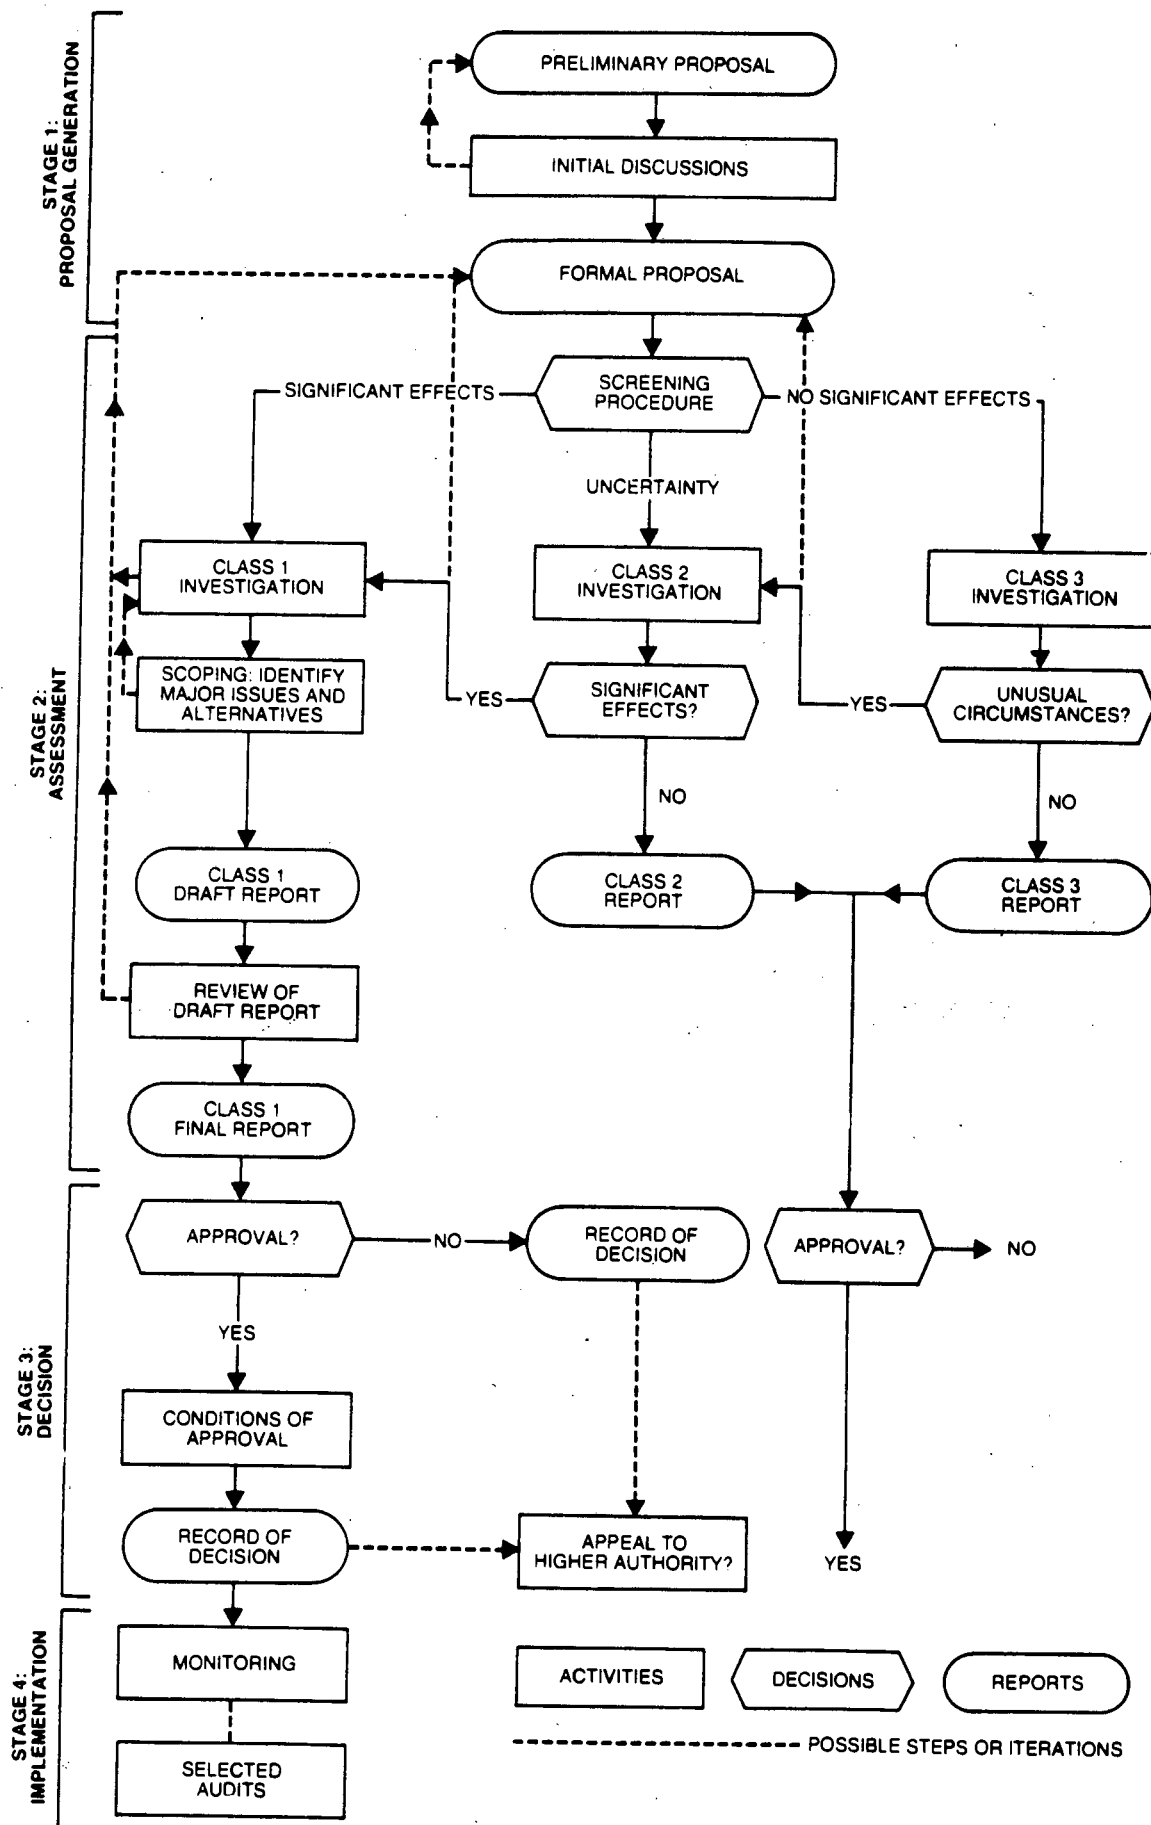 STAGE 1:
PROPOSAL GENERATION
PRELIMINARY PROPOSAL
INITIAL DISCUSSIONS
FORMAL PROPOSAL
STAGE 2:
ASSESSMENT
SCREENING
PROCEDURE
SIGNIFICANT EFFECTS
NO SIGNIFICANT EFFECTS
UNCERTAINTY
CLASS 1
INVESTIGATION
CLASS 2
INVESTIGATION
CLASS 3
INVESTIGATION
SCOPING: IDENTIFY
MAJOR ISSUES AND
ALTERNATIVES
YES
SIGNIFICANT
EFFECTS?
YES
UNUSUAL
CIRCUMSTANCES?
NO
NO
CLASS 1
DRAFT REPORT
CLASS 2
REPORT
CLASS 3
REPORT
REVIEW OF
DRAFT REPORT
CLASS 1
FINAL REPORT
STAGE 3:
DECISION
APPROVAL?
NO
RECORD OF
DECISION
APPROVAL?
NO
YES
CONDITIONS OF
APPROVAL
RECORD OF
DECISION
APPEAL TO
HIGHER AUTHORITY?
YES
STAGE 4:
IMPLEMENTATION
MONITORING
SELECTED
AUDITS
ACTIVITIES
DECISIONS
REPORTS
POSSIBLE STEPS OR ITERATIONS